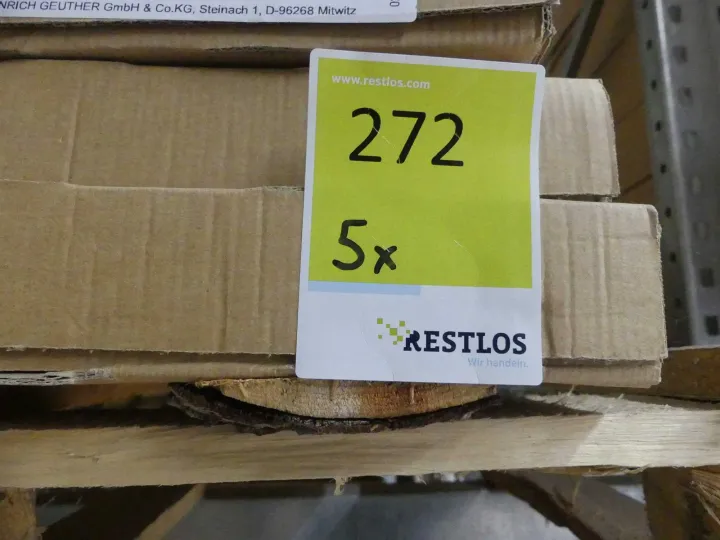 NRICH GEUTHER GmbH & Co.KG, Steinach 1, D-96268 Mitwitz
www.restlos.com
272
5x
RESTLOS
Wir handeln.